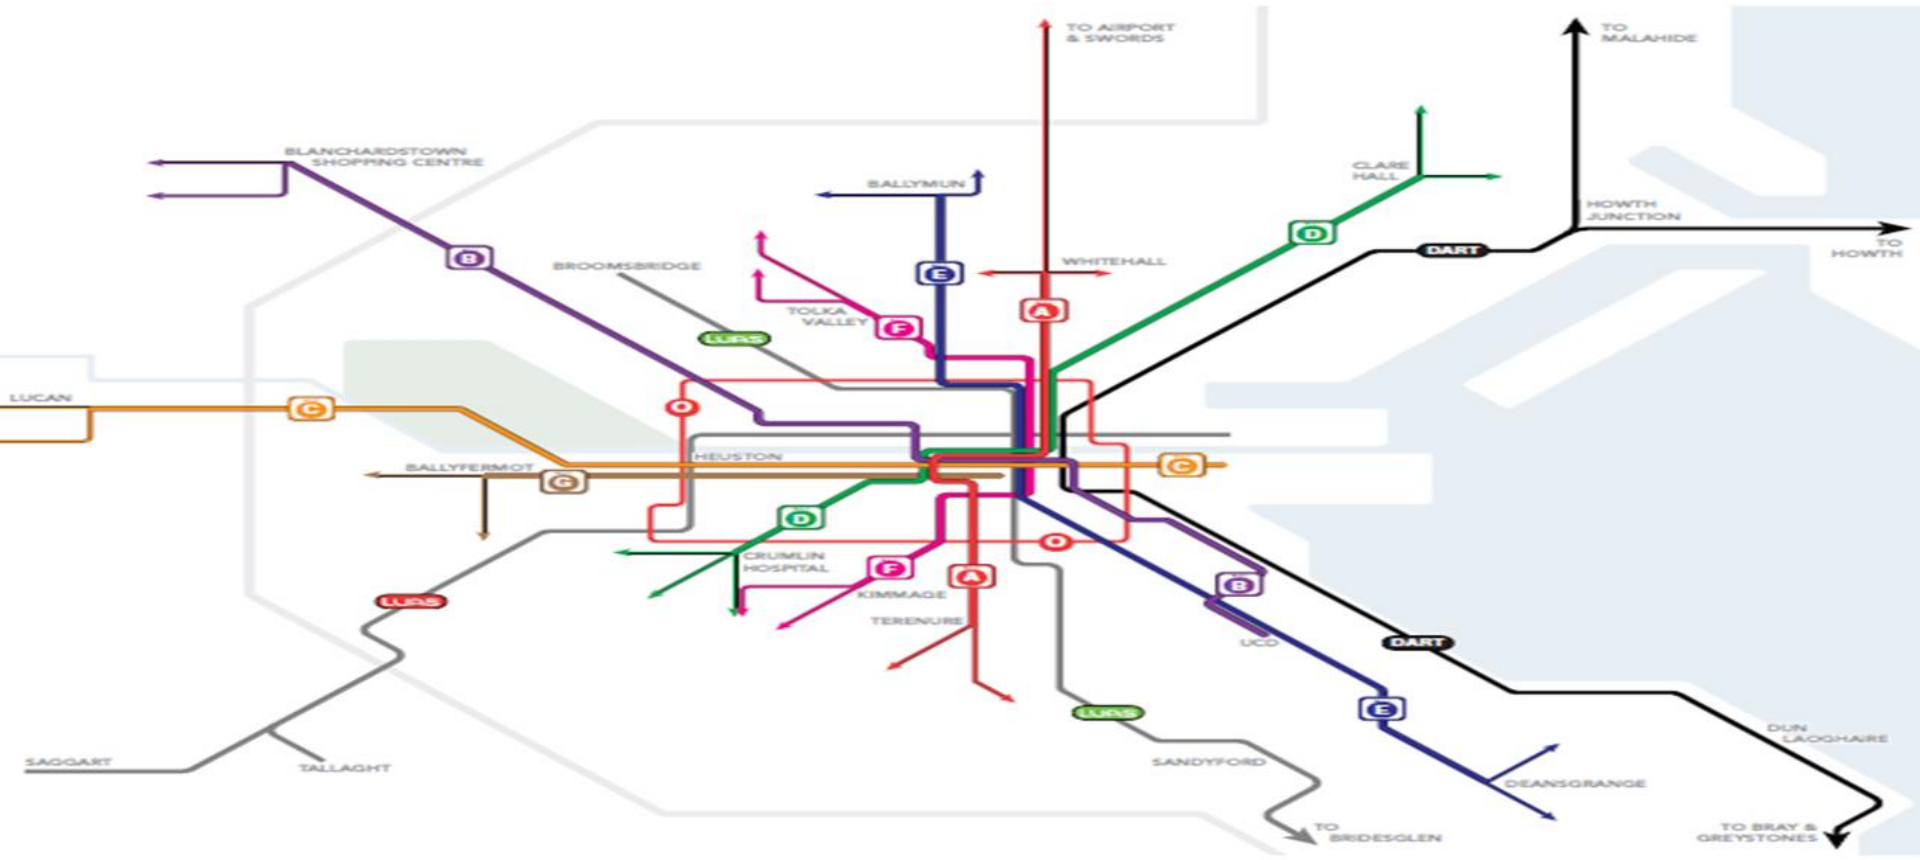 TO AIRPORT
& SWORDS
TO
MALAHIDE
BLANCHARDSTOWN
SHOPPING CENTRE
CLARE
HALL
BALLYMUN
HOWTH
JUNCTION
D
TO
HOWTH
DART
B
BROOMSBRIDGE
E
WHITEHALL
TOLKA
VALLEY
F
A
LUAS
LUCAN
C
O
HEUSTON
BALLYFERMOT
C
G
D
O
CRUMLIN
HOSPITAL
F
A
B
KIMMAGE
LUAS
TERENURE
UCD
DART
E
LUAS
DUN
LAOGHAIRE
SAGGART
TALLAGHT
SANDYFORD
DEANSGRANGE
TO
BRIDESGLEN
TO BRAY &
GREYSTONES